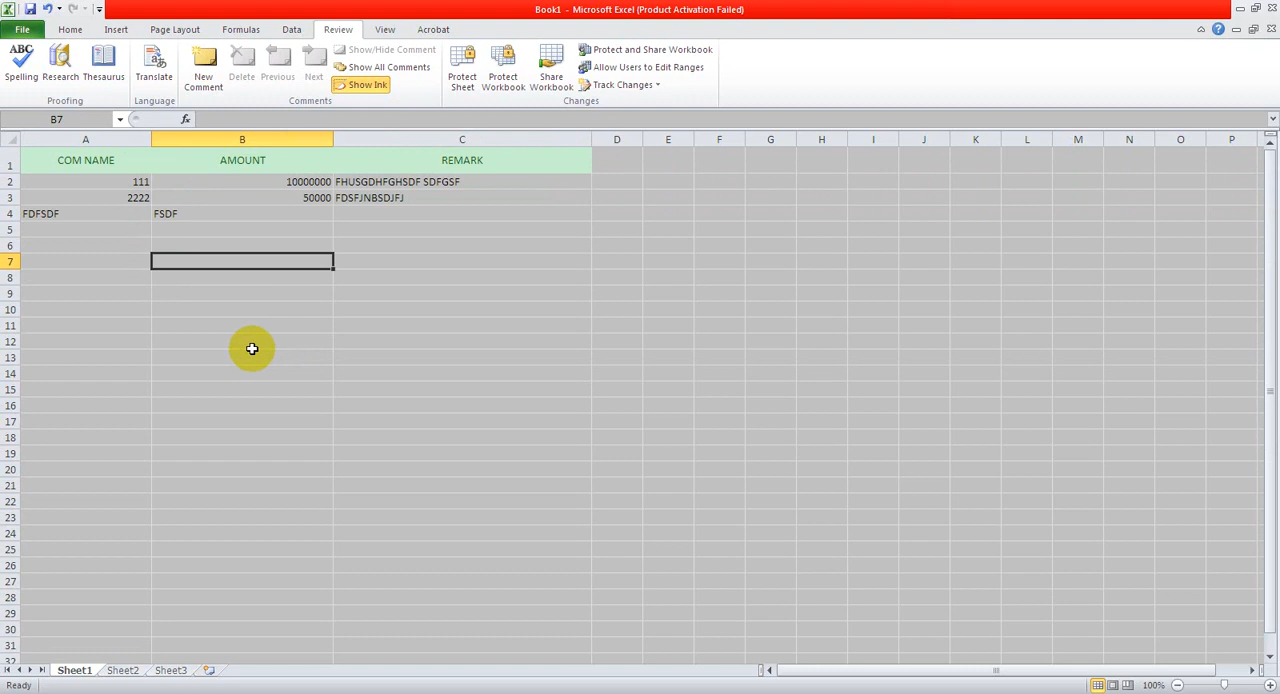 Book1 - Microsoft Excel (Product Activation Failed)
File Home Insert Page Layout Formulas Data Review View Acrobat
ABC
Spelling Research Thesaurus Translate New Comment Delete Previous Next
Show/Hide Comment
Show All Comments
Show Ink
Protect Sheet Protect Workbook Share Workbook
Protect and Share Workbook
Allow Users to Edit Ranges
Track Changes
Proofing Language Comments Changes
B7 fx
A B C D E F G H I J K L M N O P
1 COM NAME AMOUNT REMARK
2 111 10000000 FHUSGDHFGHSDF SDFGSF
3 2222 50000 FDSFJNBSDJFJ
4 FDFSDF FSDF
5
6
7
8
9
10
11
12
13
14
15
16
17
18
19
20
21
22
23
24
25
26
27
28
29
30
31
32
Sheet1 Sheet2 Sheet3
Ready 100%